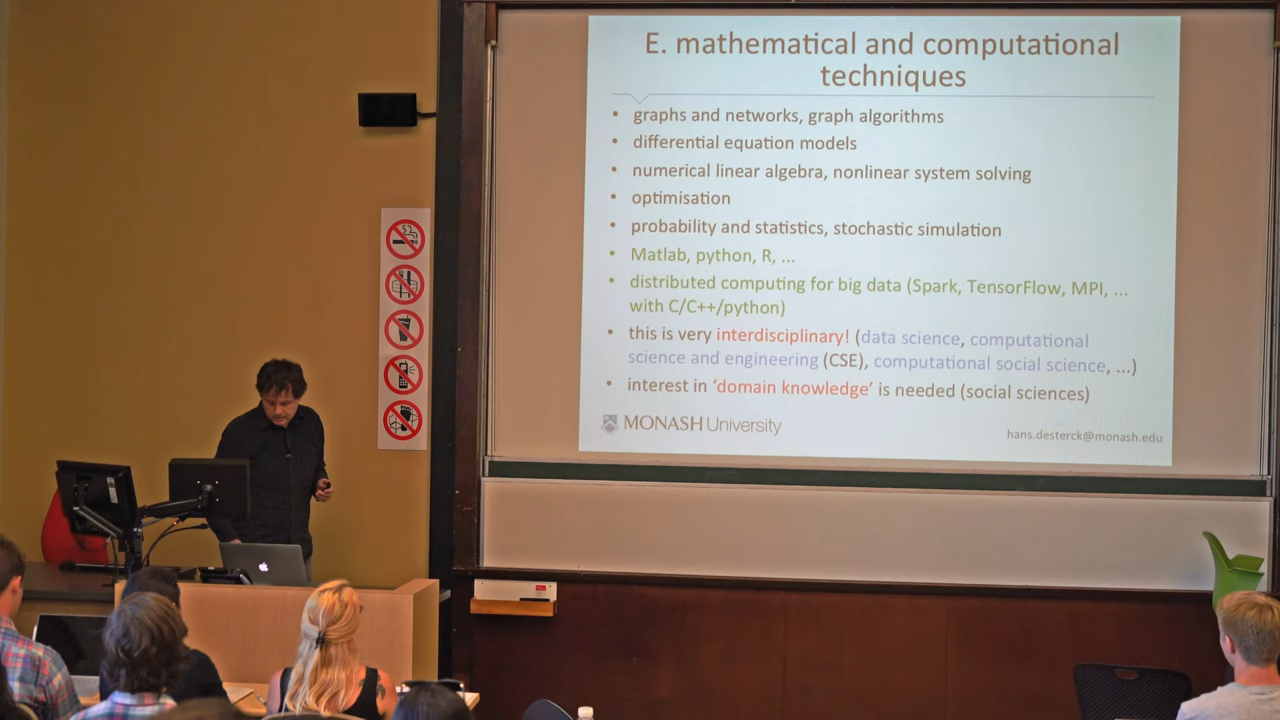 E. mathematical and computational
techniques
• graphs and networks, graph algorithms
• differential equation models
• numerical linear algebra, nonlinear system solving
• optimisation
• probability and statistics, stochastic simulation
• Matlab, python, R, ...
• distributed computing for big data (Spark, TensorFlow, MPI, ...
with C/C++/python)
• this is very interdisciplinary! (data science, computational
science and engineering (CSE), computational social science, ...)
• interest in ‘domain knowledge’ is needed (social sciences)
MONASH University
hans.desterck@monash.edu